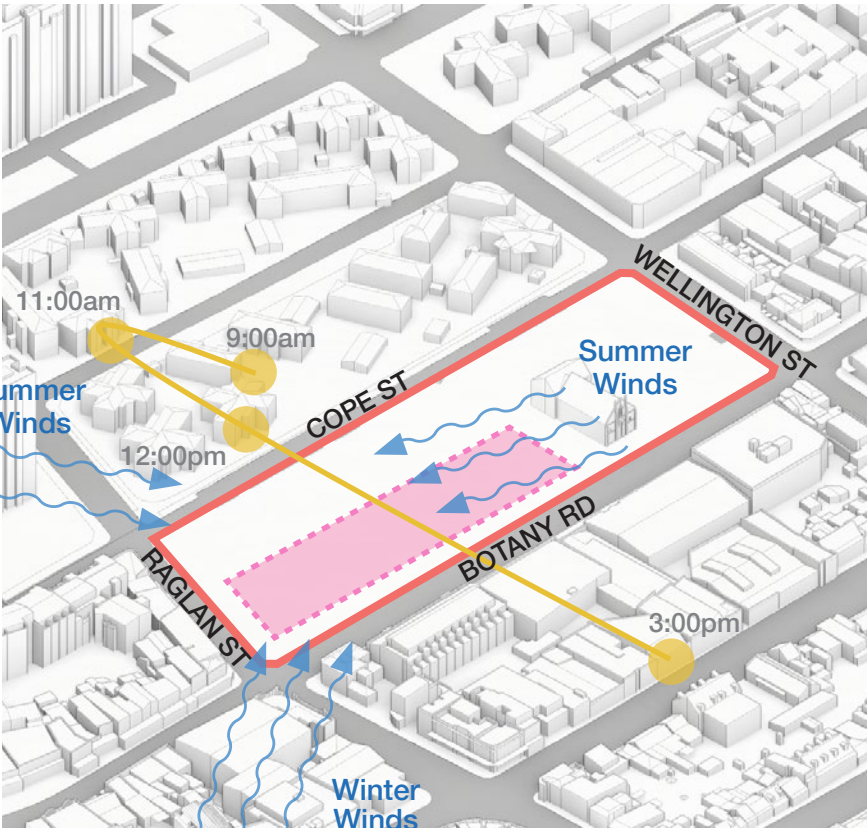 WELLINGTON ST
11:00am
9:00am
Summer
Winds
COPE ST
ummer
Winds
12:00pm
BOTANY RD
RAGLAN ST
3:00pm
Winter
Winds